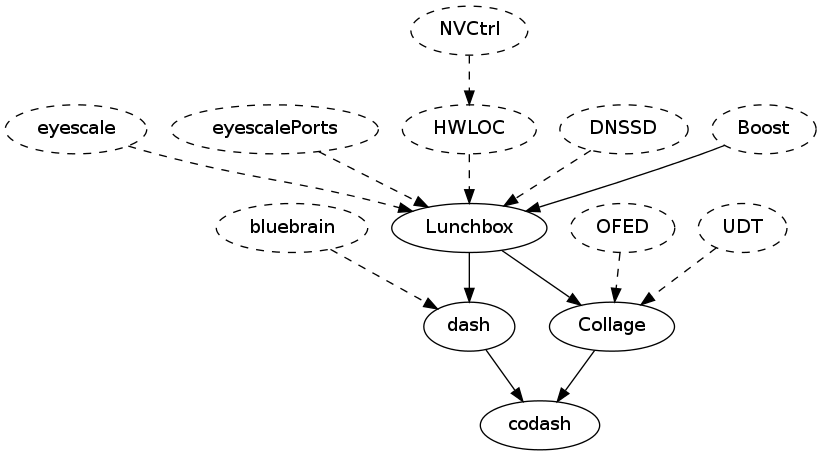 NVCtrl
eyescale
eyescalePorts
HWLOC
DNSSD
Boost
bluebrain
Lunchbox
OFED
UDT
dash
Collage
codash